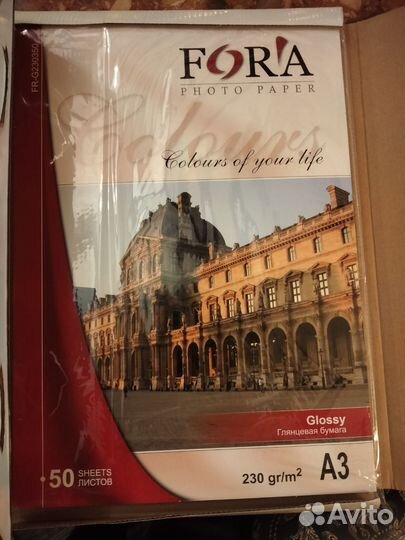 FR-G230350
FORA
PHOTO PAPER
Colours
Colours of your life
Glossy
Глянцевая бумага
50 SHEETS
ЛИСТОВ
230 gr/m²
A3
Avito